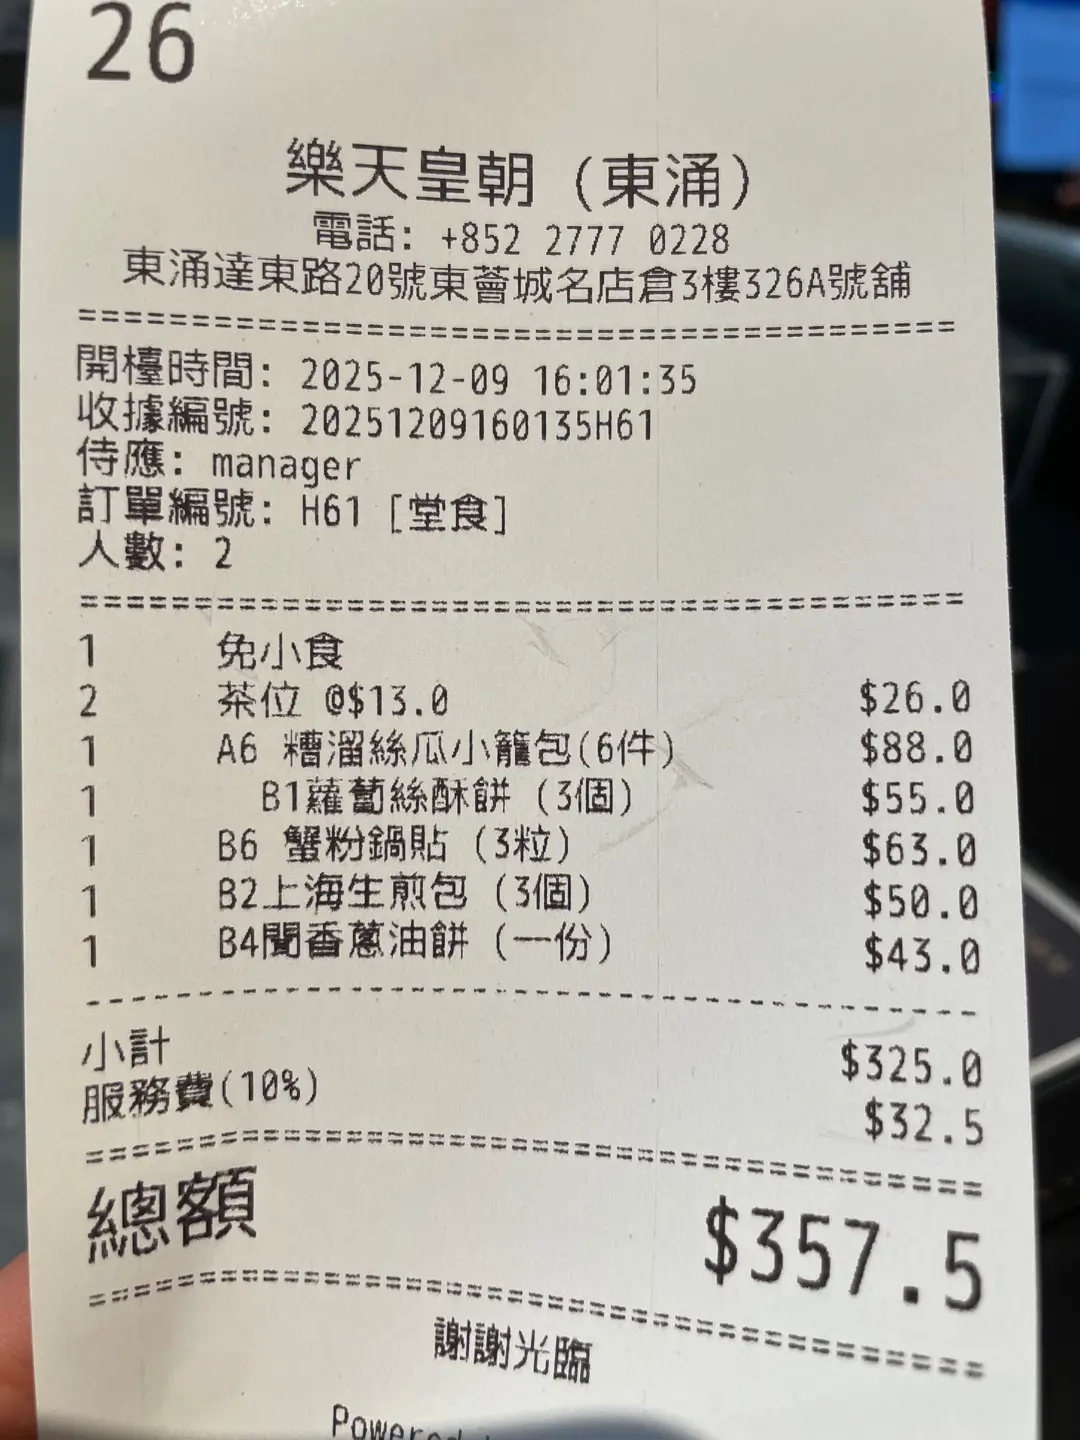 26
樂天皇朝 (東涌)
電話: +852 2777 0228
東涌達東路20號東薈城名店倉3樓326A號舖
開檯時間: 2025-12-09 16:01:35
收據編號: 20251209160135H61
侍應: manager
訂單編號: H61 [堂食]
人數: 2
1 免小食
2 茶位 @$13.0 $26.0
1 A6 糟溜絲瓜小籠包(6件) $88.0
1 B1蘿蔔絲酥餅 (3個) $55.0
1 B6 蟹粉鍋貼 (3粒) $63.0
1 B2上海生煎包 (3個) $50.0
1 B4聞香蔥油餅 (一份) $43.0
小計 $325.0
服務費(10%) $32.5
總額 $357.5
謝謝光臨
Powered